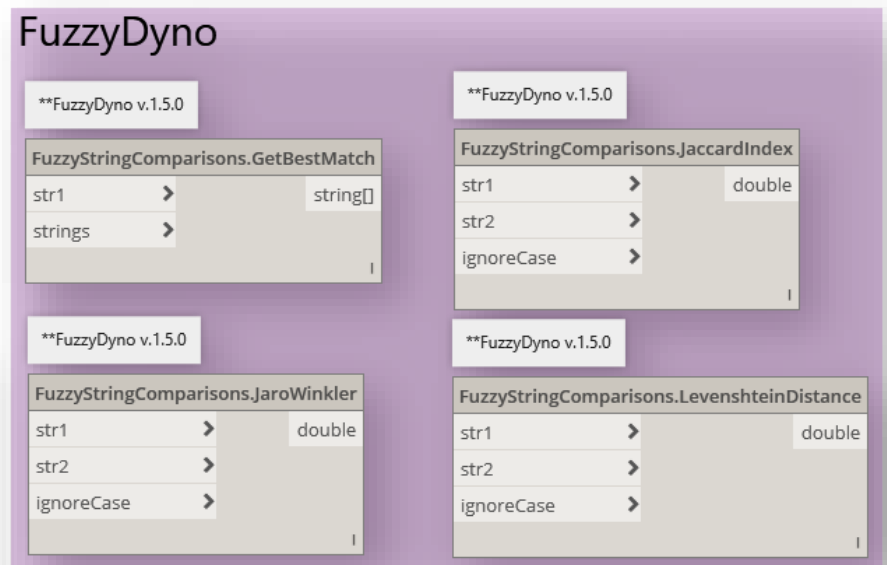 FuzzyDyno
**FuzzyDyno v.1.5.0
FuzzyStringComparisons.GetBestMatch
str1 string[]
strings
l
**FuzzyDyno v.1.5.0
FuzzyStringComparisons.JaccardIndex
str1 double
str2
ignoreCase
l
**FuzzyDyno v.1.5.0
FuzzyStringComparisons.JaroWinkler
str1 double
str2
ignoreCase
l
**FuzzyDyno v.1.5.0
FuzzyStringComparisons.LevenshteinDistance
str1 double
str2
ignoreCase
l